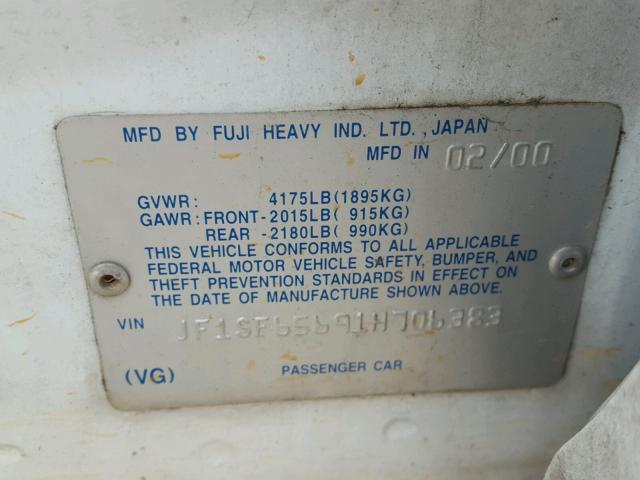 MFD BY FUJI HEAVY IND. LTD., JAPAN
MFD IN 02/00
GVWR: 4175LB(1895KG)
GAWR: FRONT-2015LB( 915KG)
REAR -2180LB( 990KG)
THIS VEHICLE CONFORMS TO ALL APPLICABLE
FEDERAL MOTOR VEHICLE SAFETY, BUMPER, AND
THEFT PREVENTION STANDARDS IN EFFECT ON
THE DATE OF MANUFACTURE SHOWN ABOVE.
VIN JF1SF65691H706383
(VG) PASSENGER CAR